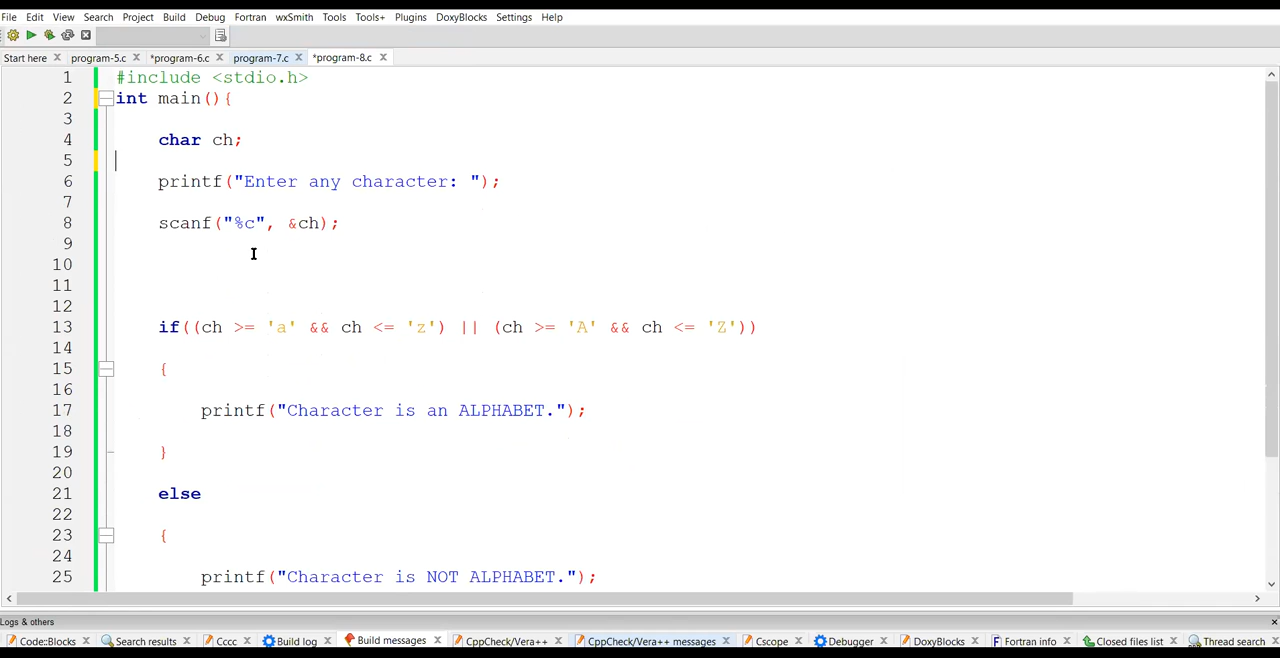 File Edit View Search Project Build Debug Fortran wxSmith Tools Tools+ Plugins DoxyBlocks Settings Help
Start here *program-5.c *program-6.c program-7.c *program-8.c
1 #include <stdio.h>
2 int main(){
3
4 char ch;
5
6 printf("Enter any character: ");
7
8 scanf("%c", &ch);
9
10
11
12
13 if((ch >= 'a' && ch <= 'z') || (ch >= 'A' && ch <= 'Z'))
14
15 {
16
17 printf("Character is an ALPHABET.");
18
19 }
20
21 else
22
23 {
24
25 printf("Character is NOT ALPHABET.");
Logs & others
Code::Blocks Search results Cccc Build log Build messages CppCheck/Vera++ CppCheck/Vera++ messages Cscope Debugger DoxyBlocks Fortran info Closed files list Thread search